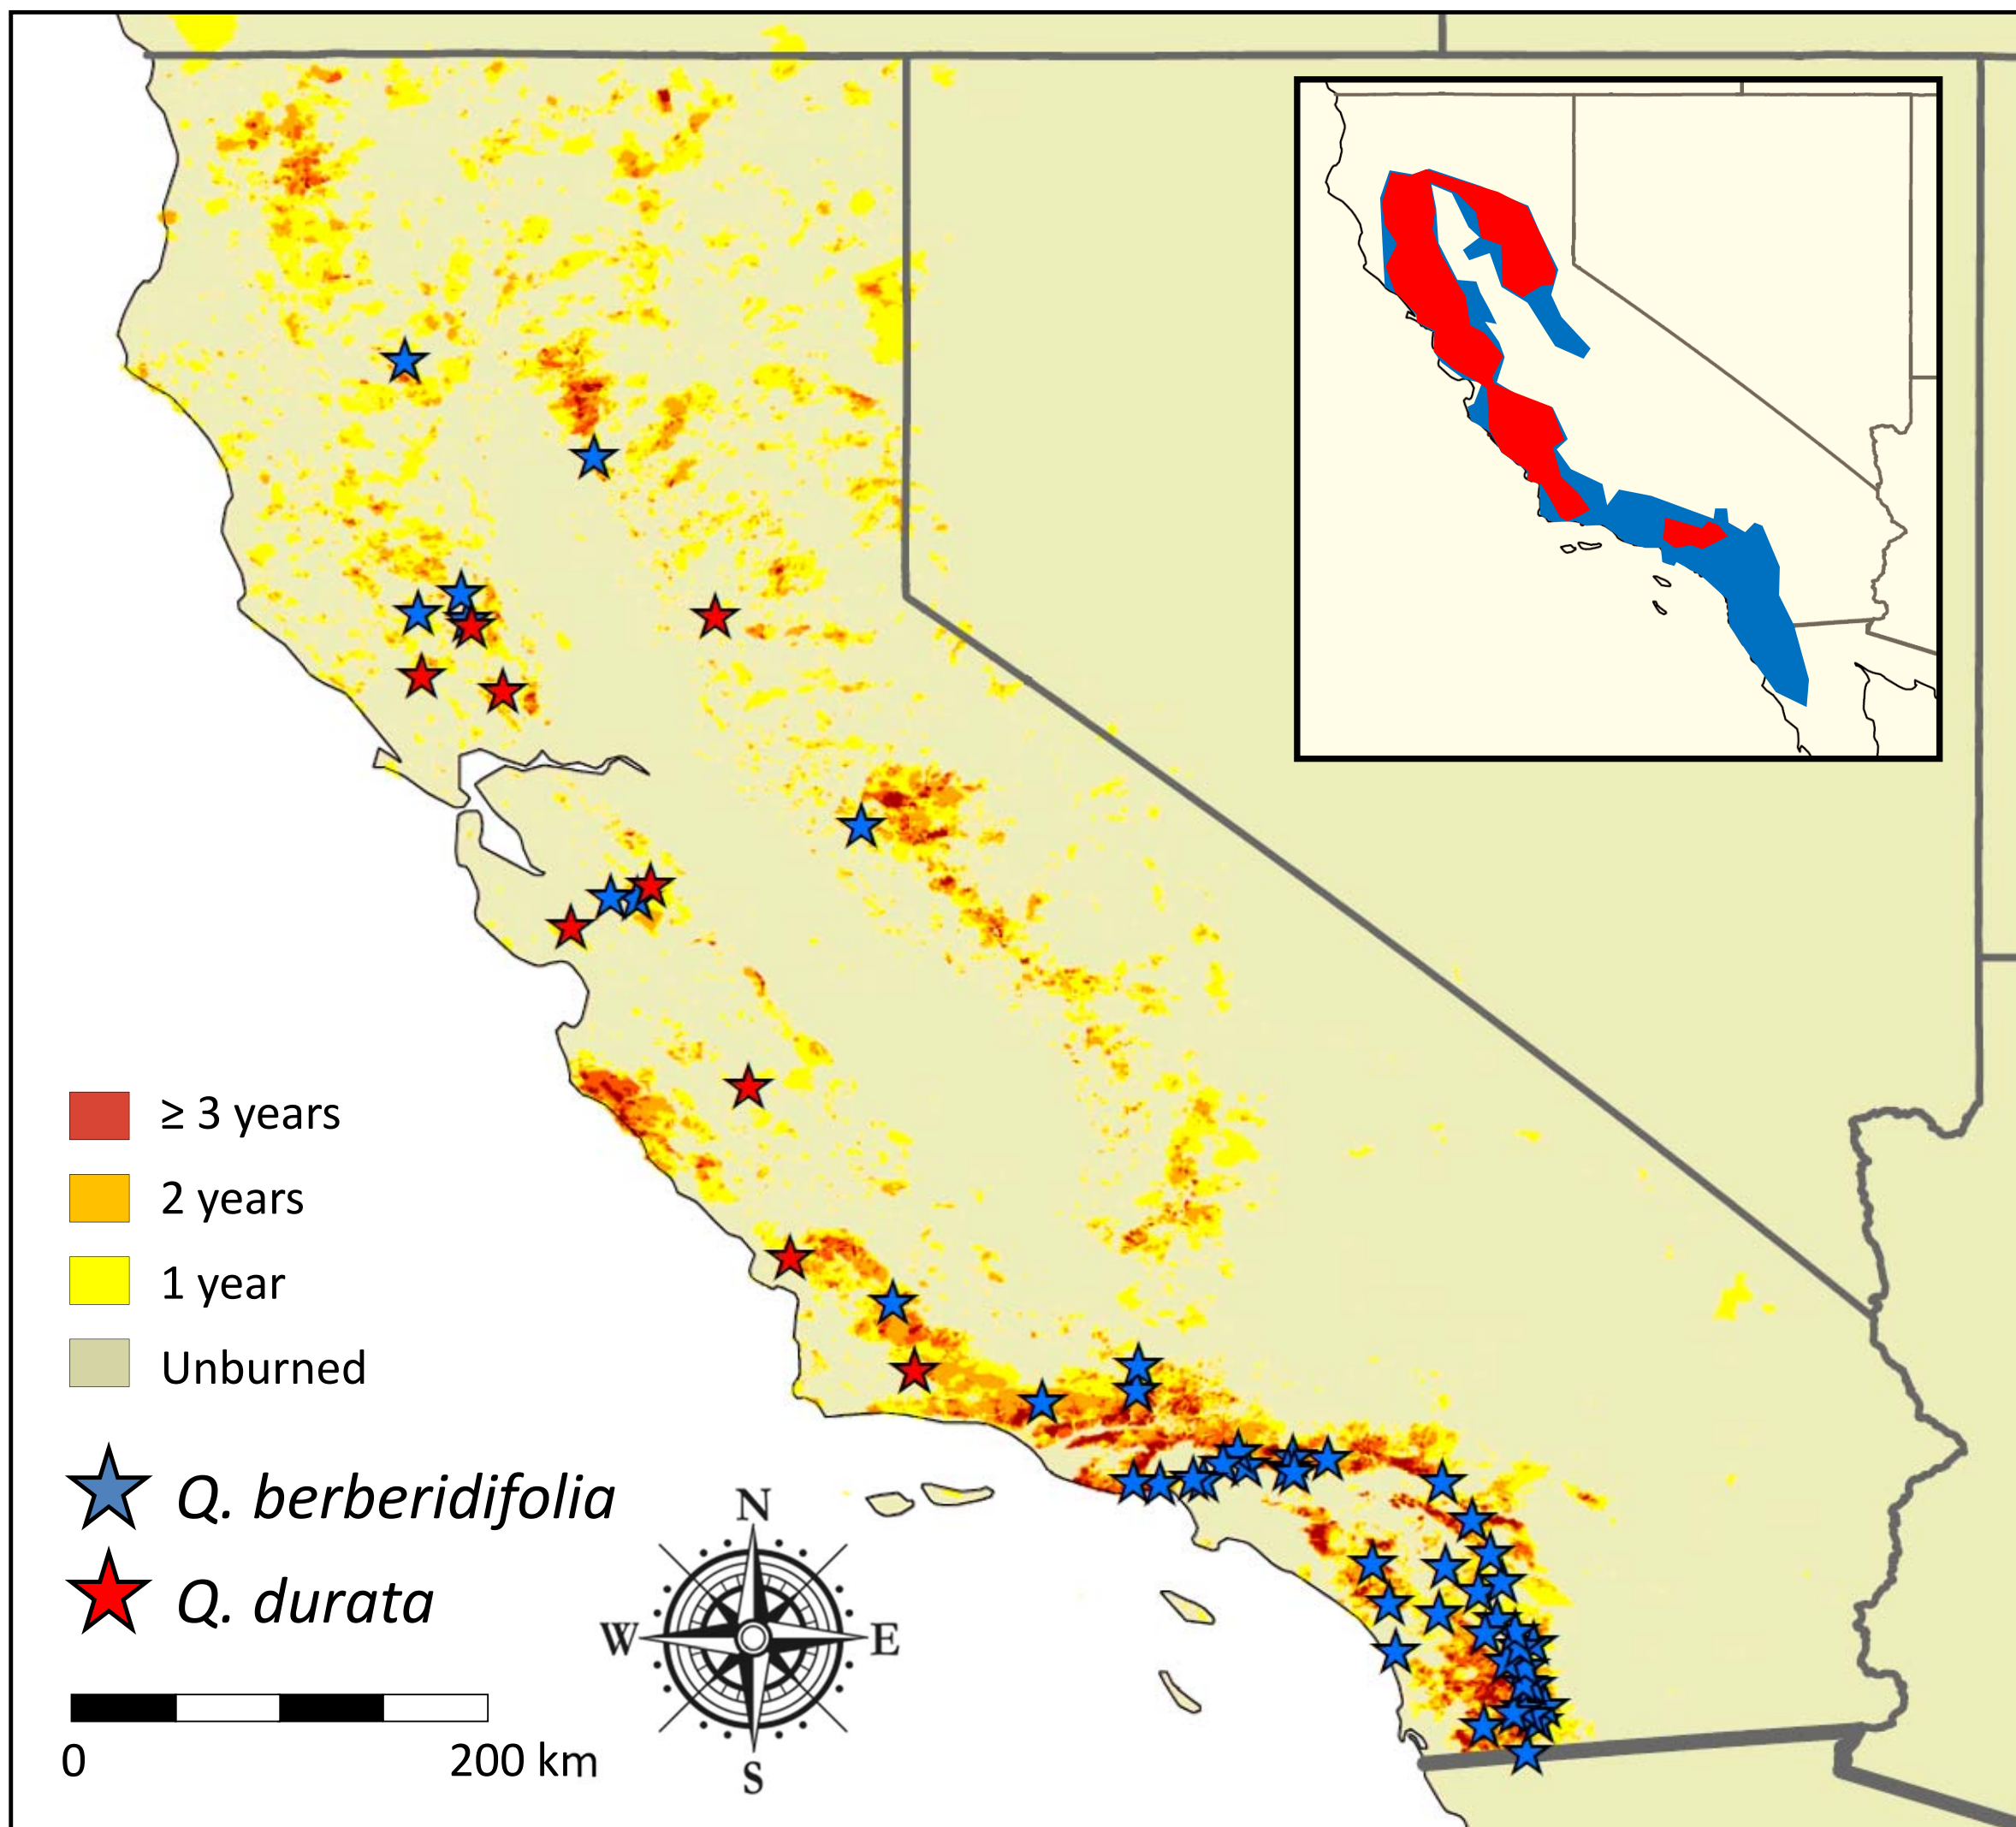 ≥ 3 years
2 years
1 year
Unburned
Q. berberidifolia
Q. durata
0 200 km
N
W E
S